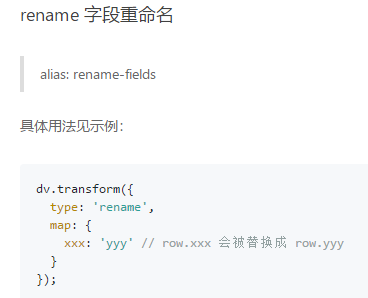 rename 字段重命名
alias: rename-fields
具体用法见示例：
dv.transform({
  type: 'rename',
  map: {
    xxx: 'yyy' // row.xxx 会被替换成 row.yyy
  }
});